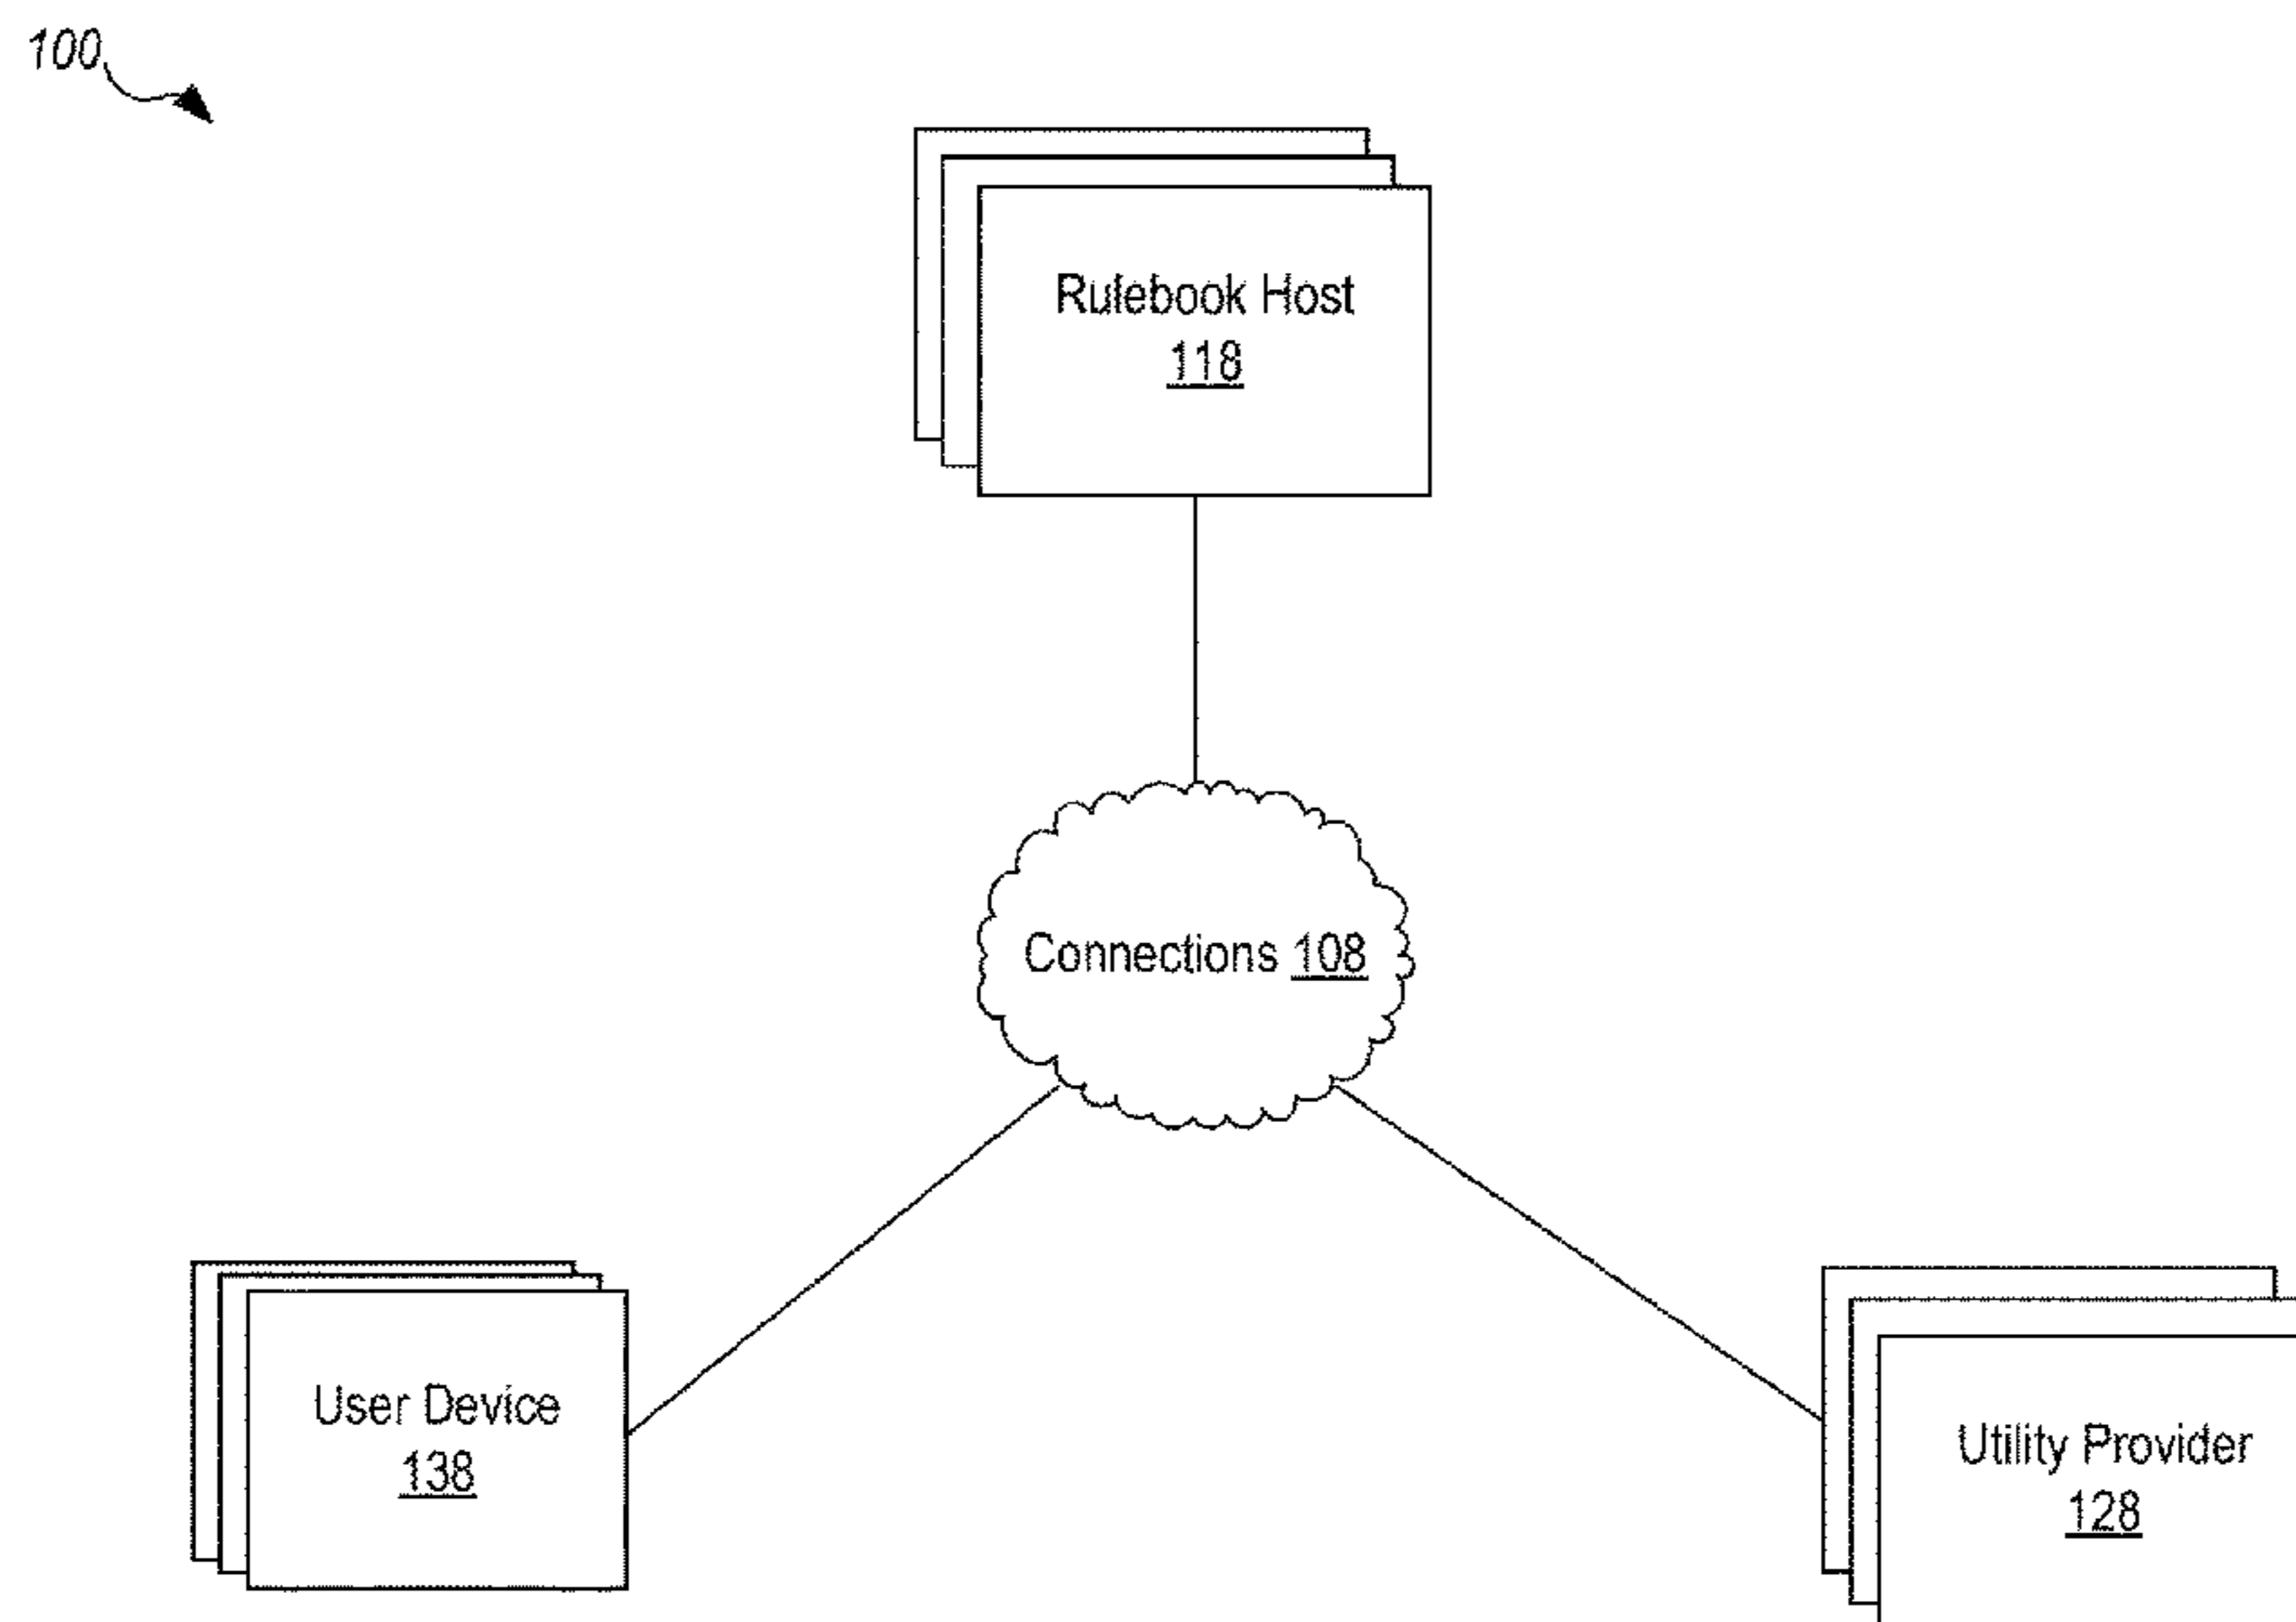 100
Rulebook Host
118
Connections 108
User Device
138
Utility Provider
128